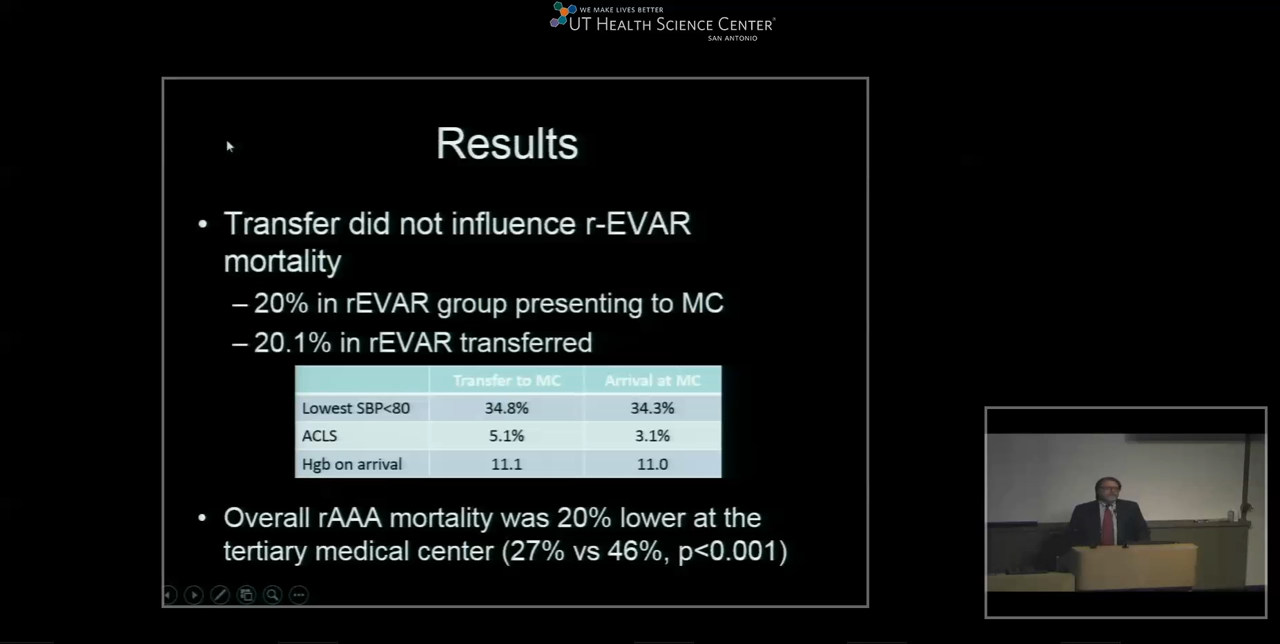 WE MAKE LIVES BETTER
UT HEALTH SCIENCE CENTER®
SAN ANTONIO
Results
• Transfer did not influence r-EVAR
mortality
– 20% in rEVAR group presenting to MC
– 20.1% in rEVAR transferred
Transfer to MC Arrival at MC
Lowest SBP<80 34.8% 34.3%
ACLS 5.1% 3.1%
Hgb on arrival 11.1 11.0
• Overall rAAA mortality was 20% lower at the
tertiary medical center (27% vs 46%, p<0.001)